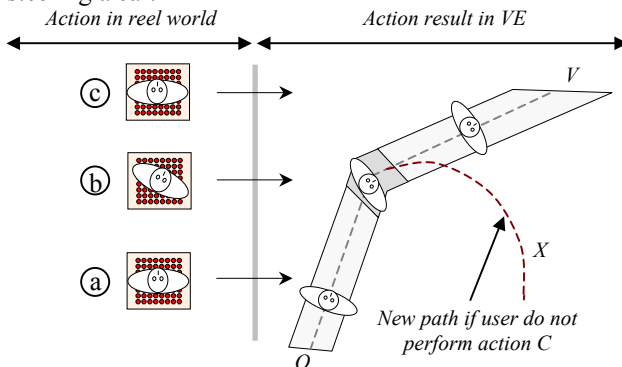 Action in reel world
Action result in VE
c
V
b
X
a
New path if user do not
perform action C
O